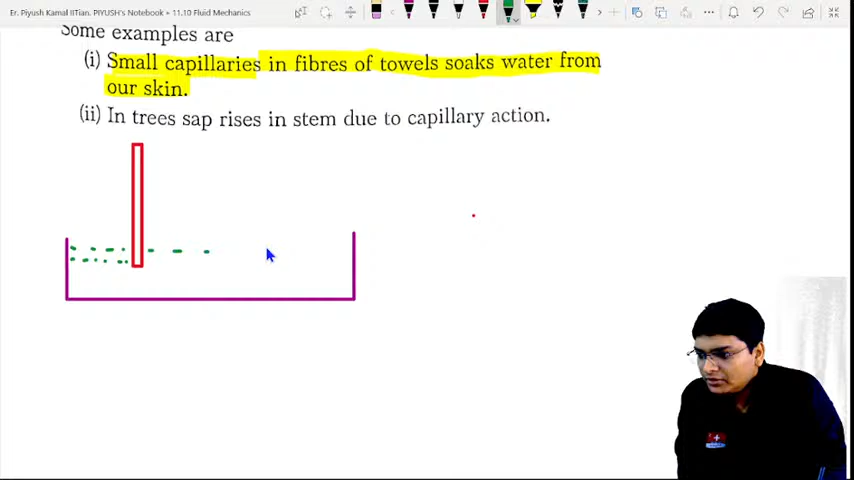 Er. Piyush Kamal IITian. PIYUSH's Notebook » 11.10 Fluid Mechanics
Some examples are
(i) Small capillaries in fibres of towels soaks water from
our skin.
(ii) In trees sap rises in stem due to capillary action.